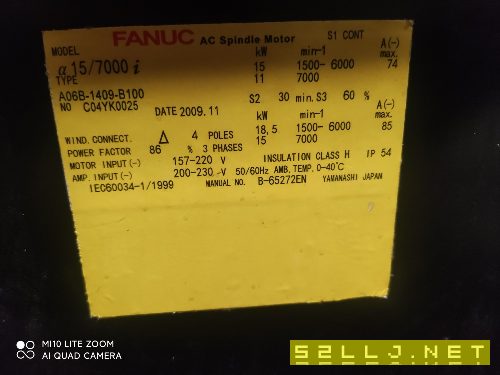 FANUC AC Spindle Motor S1 CONT
MODEL kW min-1 A(~) max.
α 15/7000 i 15 1500- 6000 74
TYPE 11 7000
A06B-1409-B100 S2 30 min.S3 60 %
NO C04YK0025 DATE 2009.11 kW min-1 A(~) max.
WIND.CONNECT. Δ 4 POLES 18,5 1500- 6000 85
POWER FACTOR 86 % 3 PHASES 15 7000
MOTOR INPUT(~) 157-220 V INSULATION CLASS H IP 54
AMP. INPUT(~) 200-230 V 50/60Hz AMB,TEMP. 0-40℃
IEC60034-1/1999 MANUAL NO. B-65272EN YAMANASHI JAPAN
MI10 LITE ZOOM
AI QUAD CAMERA
52LLJ.NET